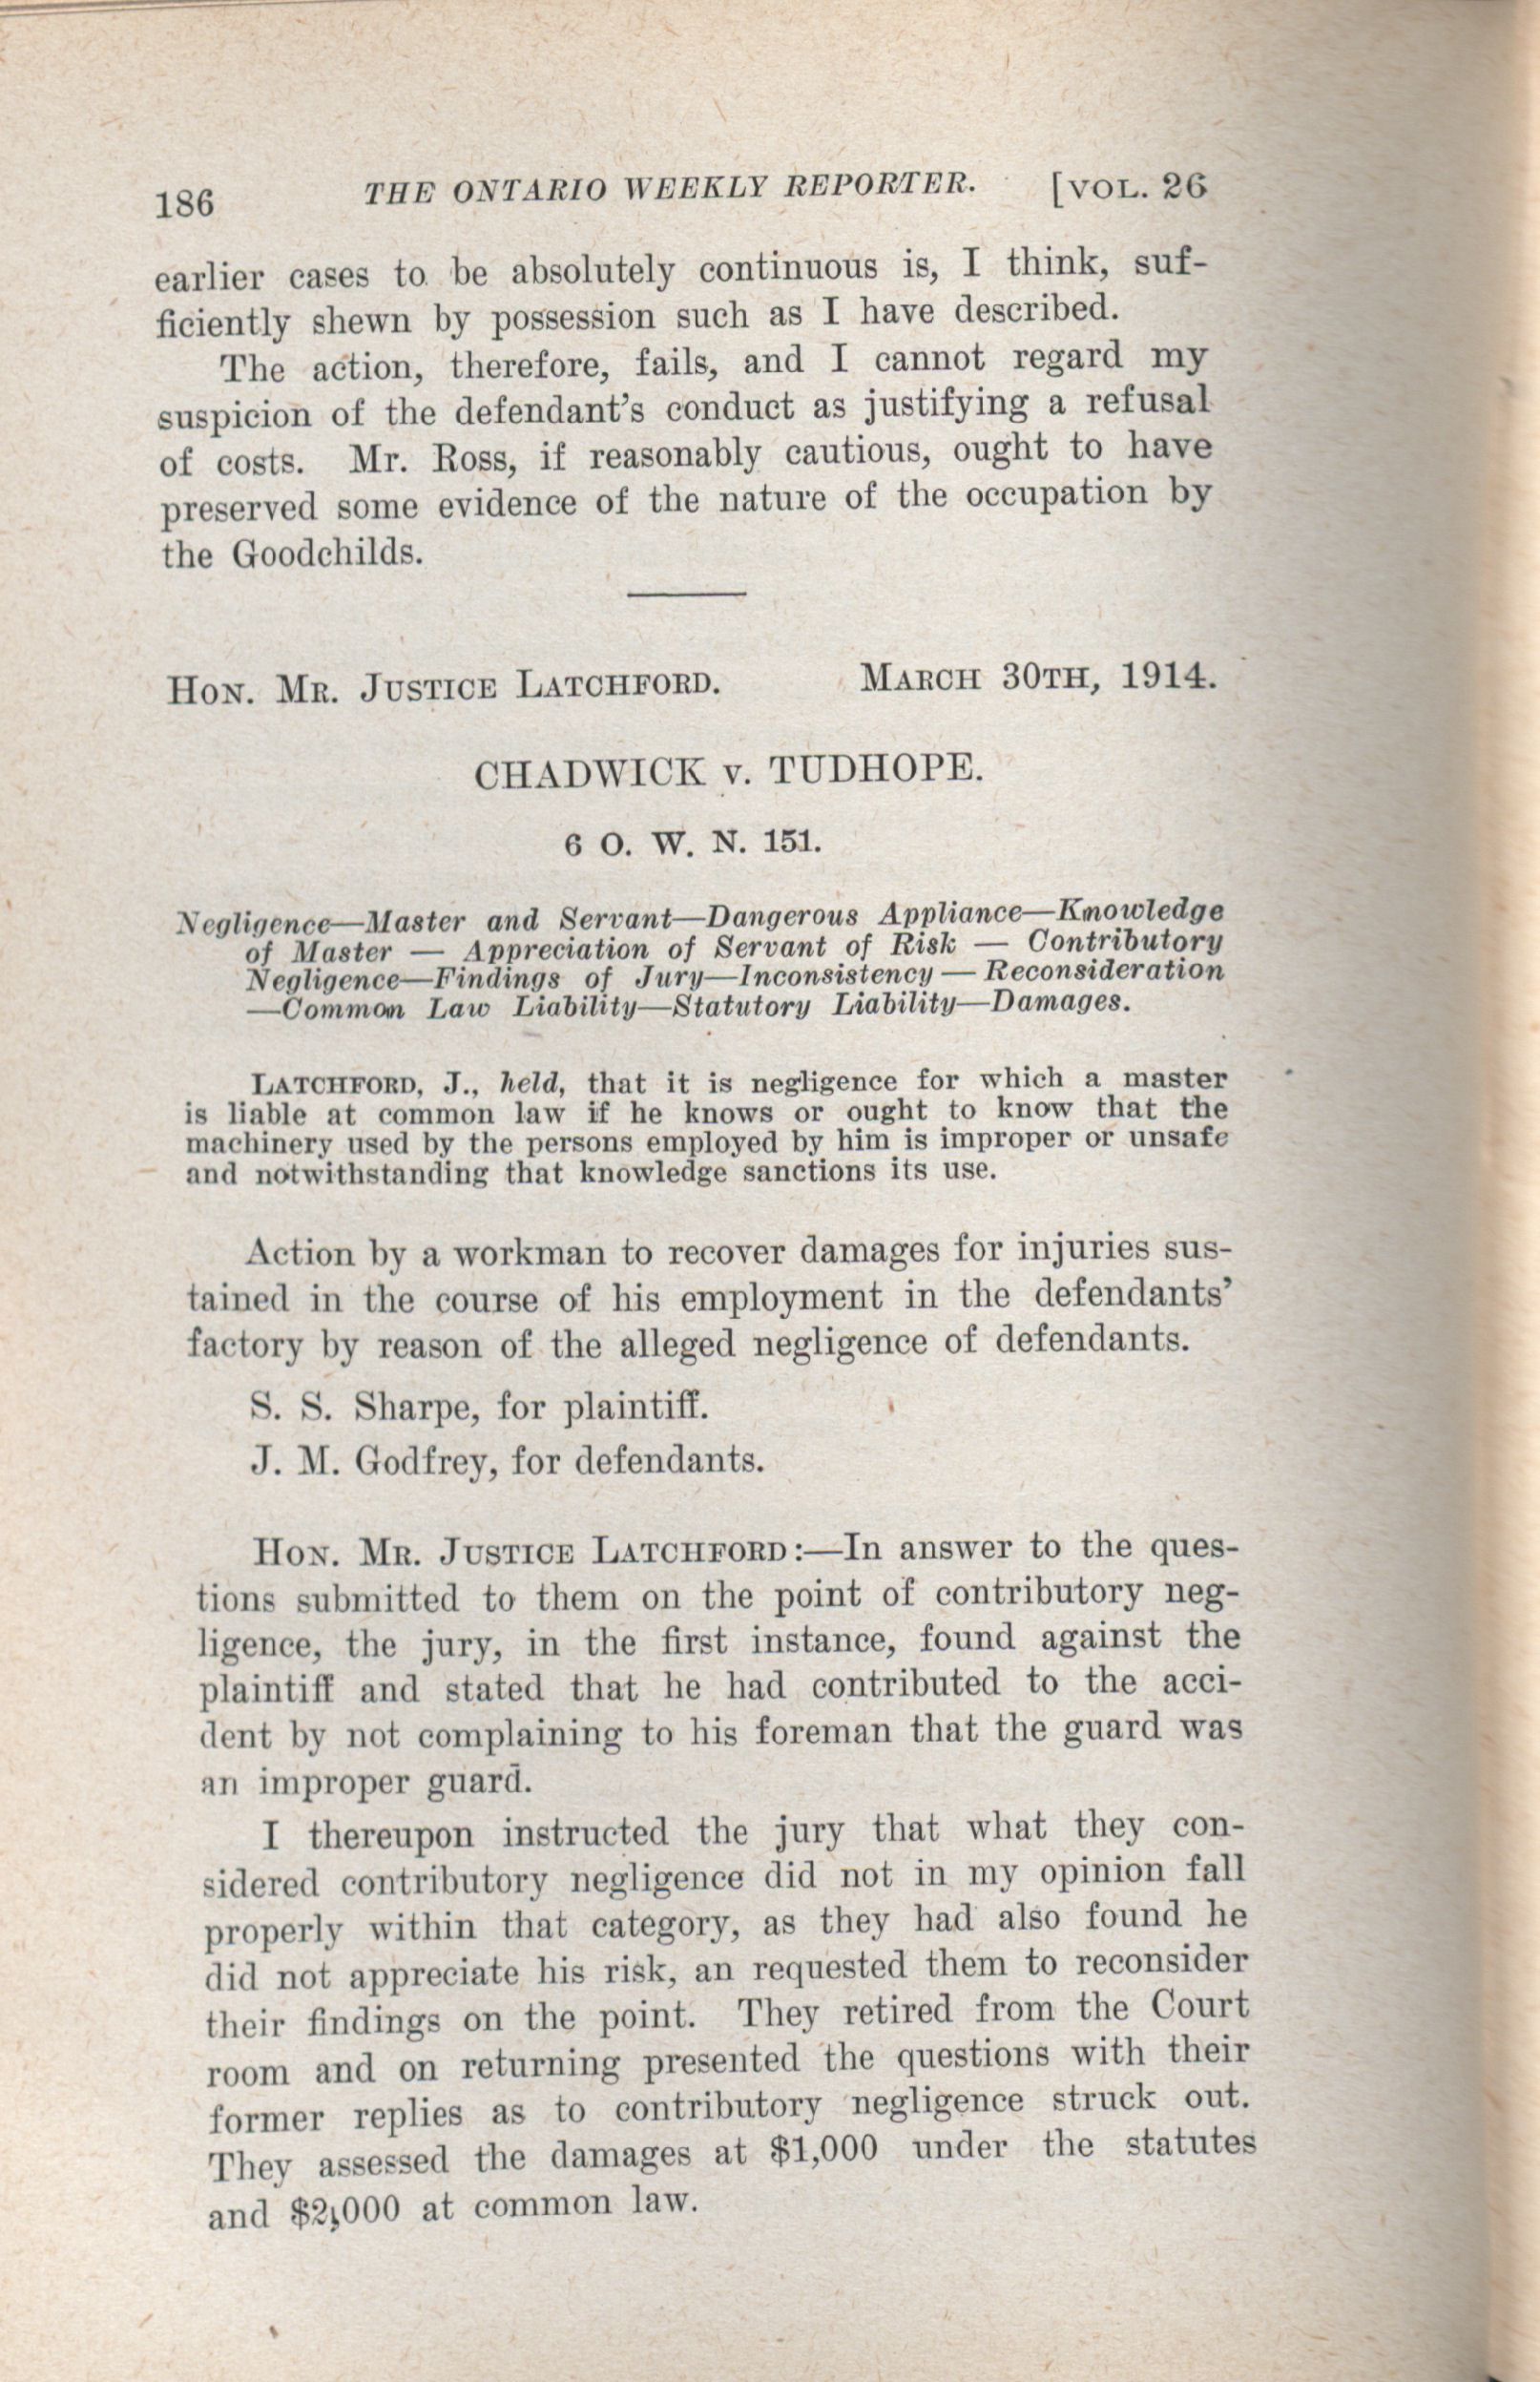 186 THE ONTARIO WEEKLY REPORTER. [VOL. 26
earlier cases to be absolutely continuous is, I think, suf-
ficiently shewn by possession such as I have described.
The action, therefore, fails, and I cannot regard my
suspicion of the defendant's conduct as justifying a refusal
of costs. Mr. Ross, if reasonably cautious, ought to have
preserved some evidence of the nature of the occupation by
the Goodchilds.
HON. MR. JUSTICE LATCHFORD. MARCH 30TH, 1914.
CHADWICK v. TUDHOPE.
6 O. W. N. 151.
Negligence—Master and Servant—Dangerous Appliance—Knowledge
of Master — Appreciation of Servant of Risk — Contributory
Negligence—Findings of Jury—Inconsistency — Reconsideration
—Common Law Liability—Statutory Liability—Damages.
LATCHFORD, J., held, that it is negligence for which a master
is liable at common law if he knows or ought to know that the
machinery used by the persons employed by him is improper or unsafe
and notwithstanding that knowledge sanctions its use.
Action by a workman to recover damages for injuries sus-
tained in the course of his employment in the defendants'
factory by reason of the alleged negligence of defendants.
S. S. Sharpe, for plaintiff.
J. M. Godfrey, for defendants.
HON. MR. JUSTICE LATCHFORD:—In answer to the ques-
tions submitted to them on the point of contributory neg-
ligence, the jury, in the first instance, found against the
plaintiff and stated that he had contributed to the acci-
dent by not complaining to his foreman that the guard was
an improper guard.
I thereupon instructed the jury that what they con-
sidered contributory negligence did not in my opinion fall
properly within that category, as they had also found he
did not appreciate his risk, an requested them to reconsider
their findings on the point. They retired from the Court
room and on returning presented the questions with their
former replies as to contributory negligence struck out.
They assessed the damages at $1,000 under the statutes
and $2,000 at common law.